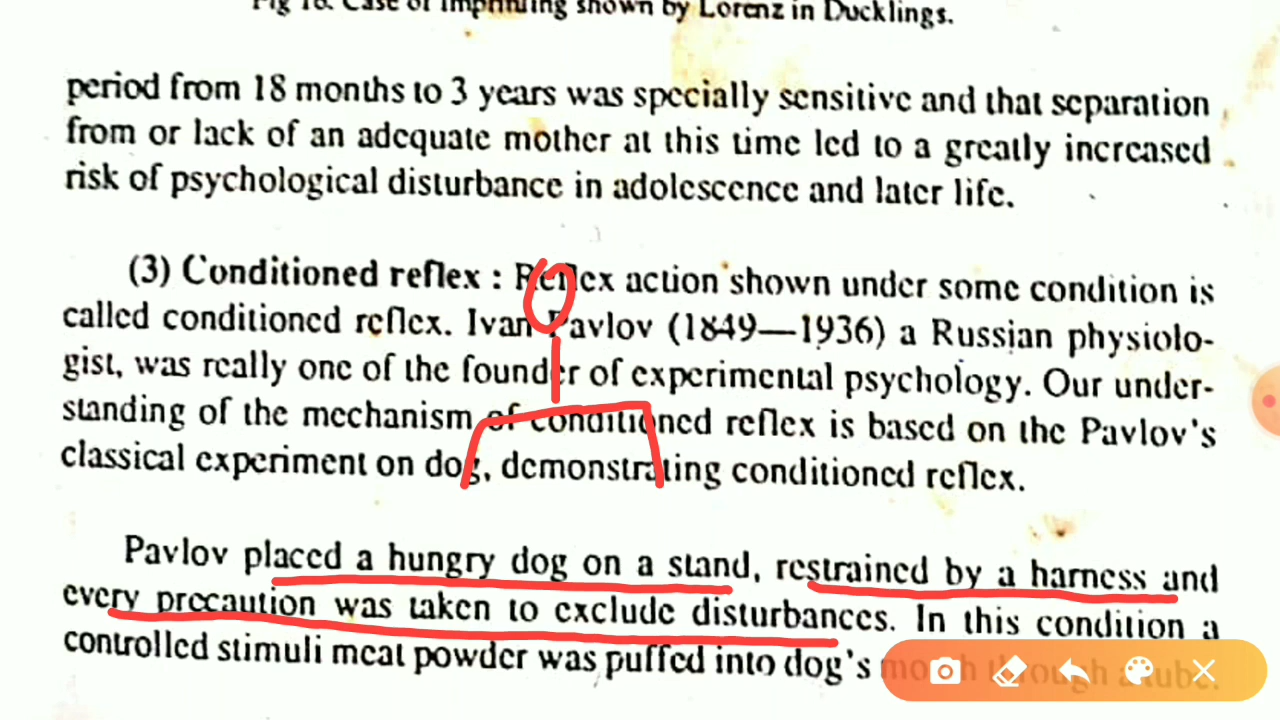 Fig 18. Case of Imprinting shown by Lorenz in Ducklings.
period from 18 months to 3 years was specially sensitive and that separation
from or lack of an adequate mother at this time led to a greatly increased
risk of psychological disturbance in adolescence and later life.
(3) Conditioned reflex : Reflex action shown under some condition is
called conditioned reflex. Ivan Pavlov (1849—1936) a Russian physiolo-
gist, was really one of the founder of experimental psychology. Our under-
standing of the mechanism of conditioned reflex is based on the Pavlov's
classical experiment on dog, demonstrating conditioned reflex.
Pavlov placed a hungry dog on a stand, restrained by a harness and
every precaution was taken to exclude disturbances. In this condition a
controlled stimuli meat powder was puffed into dog's through a tube.